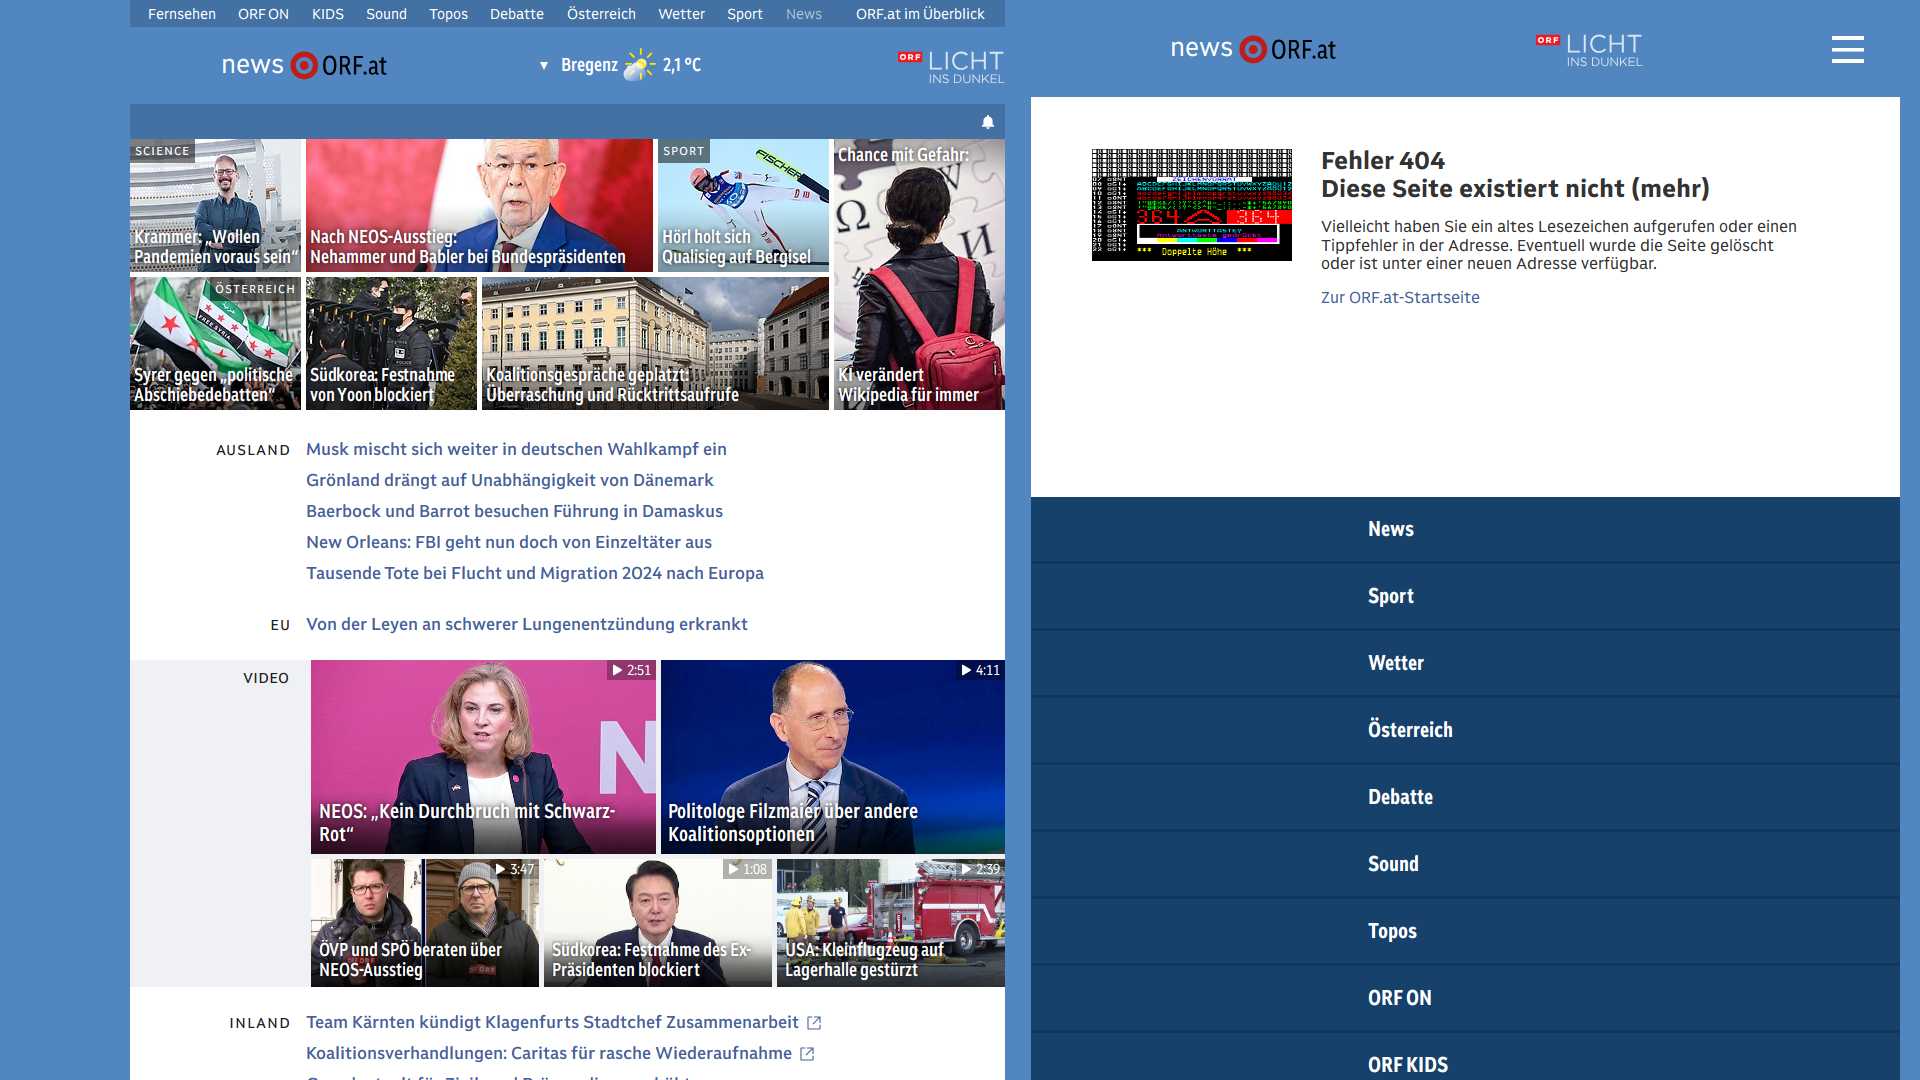 Fernsehen ORF ON KIDS Sound Topos Debatte Österreich Wetter Sport News ORF.at im Überblick
news ORF.at
Bregenz 2,1 °C
ORF LICHT
INS DUNKEL
SCIENCE
Krammer: „Wollen
Pandemien voraus sein“
Nach NEOS-Ausstieg:
Nehammer und Babler bei Bundespräsidenten
SPORT
FISCHER
Hörl holt sich
Qualisieg auf Bergisel
Chance mit Gefahr:
KI verändert
Wikipedia für immer
ÖSTERREICH
FREE SYRIA
Syrer gegen „politische
Abschiebedebatten“
Südkorea: Festnahme
von Yoon blockiert
Koalitionsgespräche geplatzt:
Überraschung und Rücktrittsaufrufe
AUSLAND
Musk mischt sich weiter in deutschen Wahlkampf ein
Grönland drängt auf Unabhängigkeit von Dänemark
Baerbock und Barrot besuchen Führung in Damaskus
New Orleans: FBI geht nun doch von Einzeltäter aus
Tausende Tote bei Flucht und Migration 2024 nach Europa
EU
Von der Leyen an schwerer Lungenentzündung erkrankt
VIDEO
2:51
NEOS: „Kein Durchbruch mit Schwarz-
Rot“
4:11
Politologe Filzmaier über andere
Koalitionsoptionen
3:47
ÖVP und SPÖ beraten über
NEOS-Ausstieg
1:08
Südkorea: Festnahme des Ex-
Präsidenten blockiert
2:39
USA: Kleinflugzeug auf
Lagerhalle gestürzt
INLAND
Team Kärnten kündigt Klagenfurts Stadtchef Zusammenarbeit
Koalitionsverhandlungen: Caritas für rasche Wiederaufnahme
news ORF.at
ORF LICHT
INS DUNKEL
ZEICHENVORRAT
364 364
ANTWORTTASTE?
Antworttaste gedrückt
*** Doppelte Höhe ***
Fehler 404
Diese Seite existiert nicht (mehr)
Vielleicht haben Sie ein altes Lesezeichen aufgerufen oder einen
Tippfehler in der Adresse. Eventuell wurde die Seite gelöscht
oder ist unter einer neuen Adresse verfügbar.
Zur ORF.at-Startseite
News
Sport
Wetter
Österreich
Debatte
Sound
Topos
ORF ON
ORF KIDS